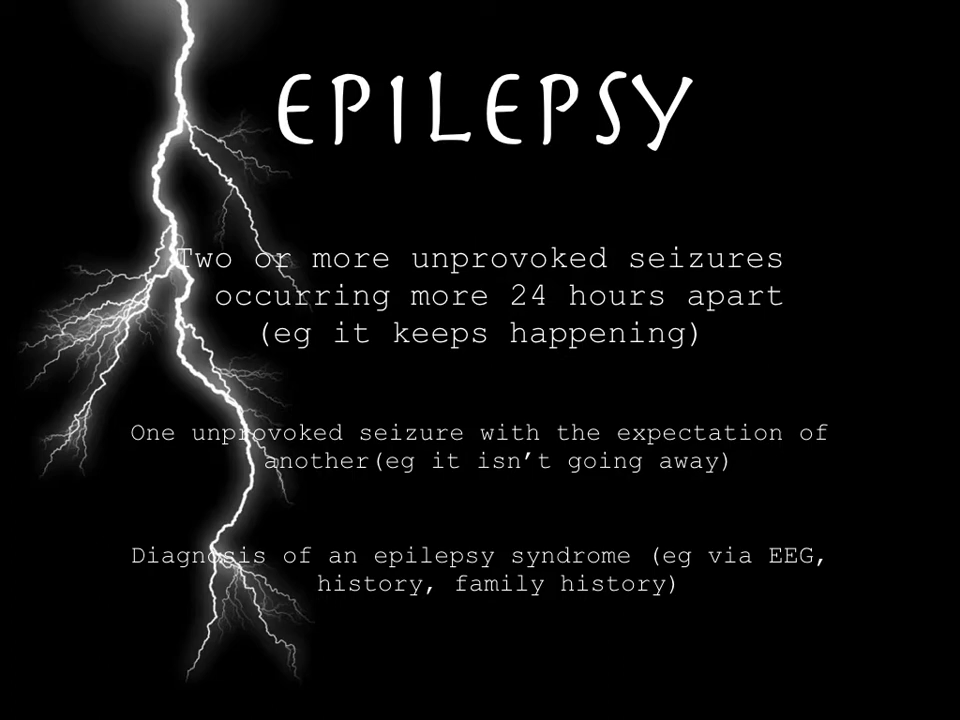 EPILEPSY
Two or more unprovoked seizures
occurring more 24 hours apart
(eg it keeps happening)
One unprovoked seizure with the expectation of
another(eg it isn’t going away)
Diagnosis of an epilepsy syndrome (eg via EEG,
history, family history)